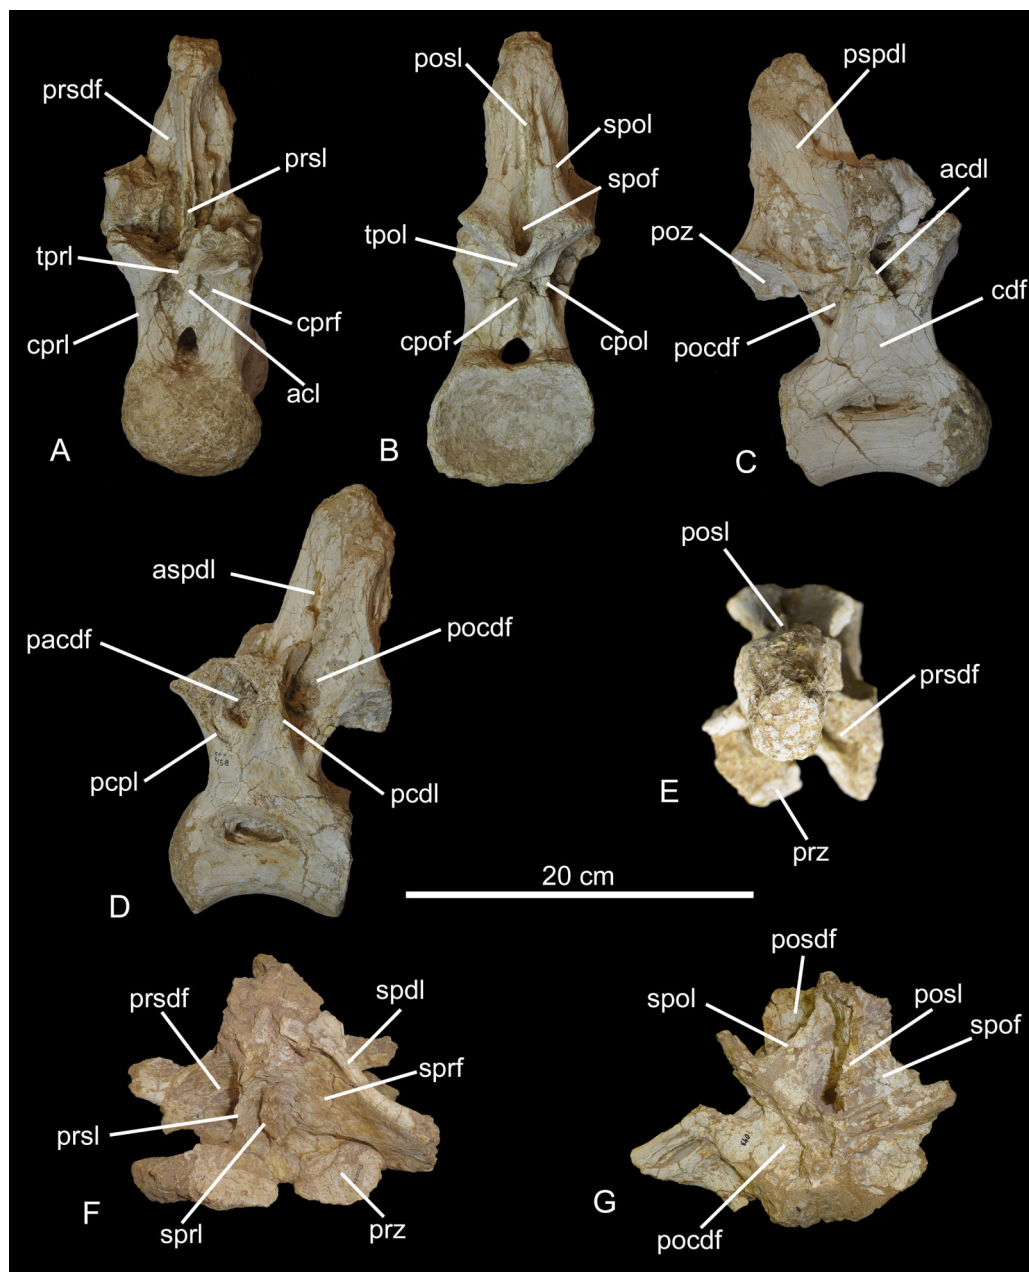 prsdf
prsl
tprl
cprf
cprl
acl
A
posl
spol
spof
tpol
cpof
cpol
B
pspdl
acdl
poz
cdf
pocdf
C
aspdl
pocdf
pacdf
pcpl
pcdl
D
posl
prsdf
E
prz
20 cm
prsdf
spdl
sprf
prsl
sprl
prz
F
posdf
spol
posl
spof
pocdf
G